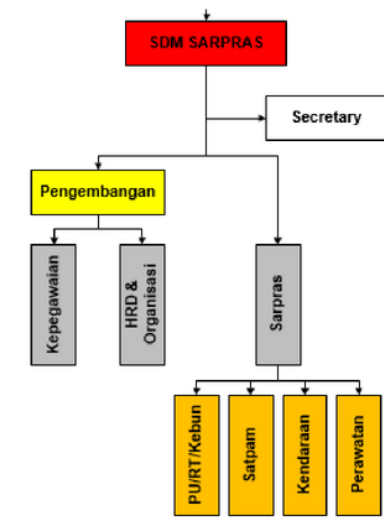 SDM SARPRAS
Secretary
Pengembangan
Kepegawaian
HRD &
Organisasi
Sarpras
PU/RT/Kebun
Satpam
Kendaraan
Perawatan